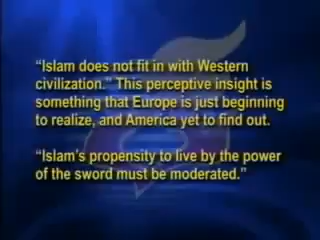 “Islam does not fit in with Western
civilization.” This perceptive insight is
something that Europe is just beginning
to realize, and America yet to find out.
“Islam’s propensity to live by the power
of the sword must be moderated.”